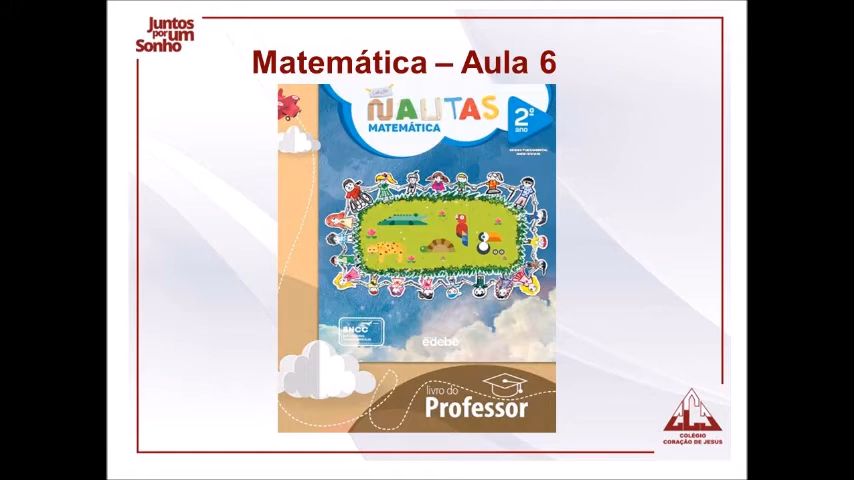 Juntos
por um
Sonho
Matemática – Aula 6
NAUTAS
MATEMÁTICA
2º
ano
BNCC
edebê
livro do
Professor
COLÉGIO
CORAÇÃO DE JESUS